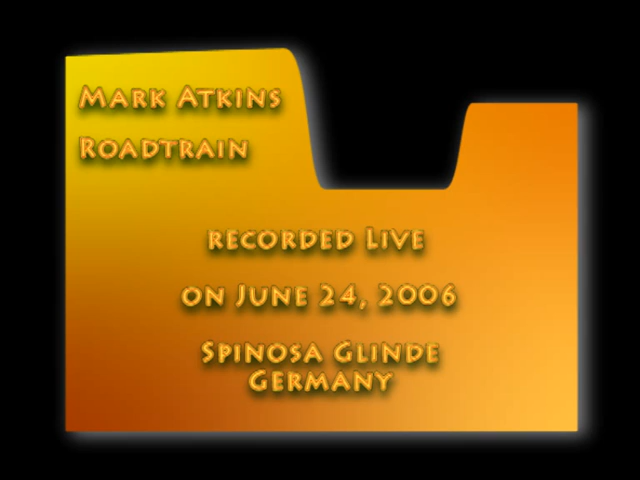 Mark Atkins
Roadtrain
recorded Live
on June 24, 2006
Spinosa Glinde
Germany